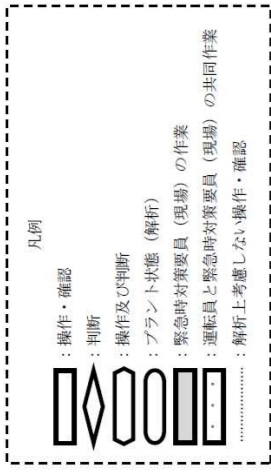 凡例
：操作・確認
：判断
：操作及び判断
：プラント状態（解析）
：緊急時対策要員（現場）の作業
：運転員と緊急時対策要員（現場）の共同作業
：解析上考慮しない操作・確認